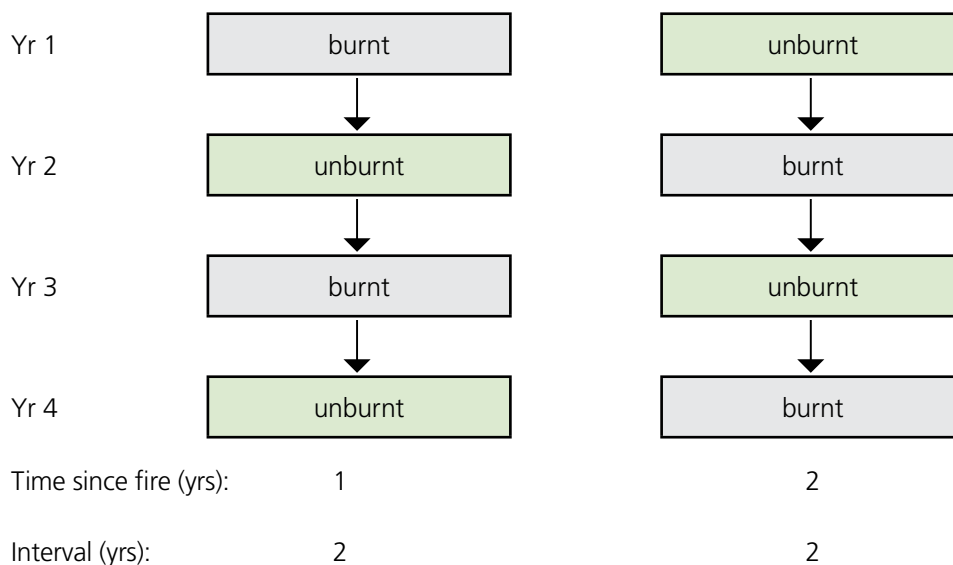 Yr 1 burnt unburnt
Yr 2 unburnt burnt
Yr 3 burnt unburnt
Yr 4 unburnt burnt
Time since fire (yrs): 1 2
Interval (yrs): 2 2